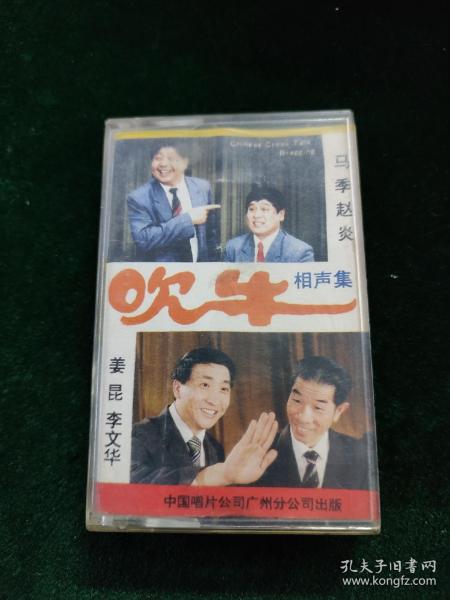 Chinese Cross Talk
Bragging
马季 赵炎
吹牛
相声集
姜昆 李文华
中国唱片公司广州分公司出版
孔夫子旧书网
www.kongfz.com